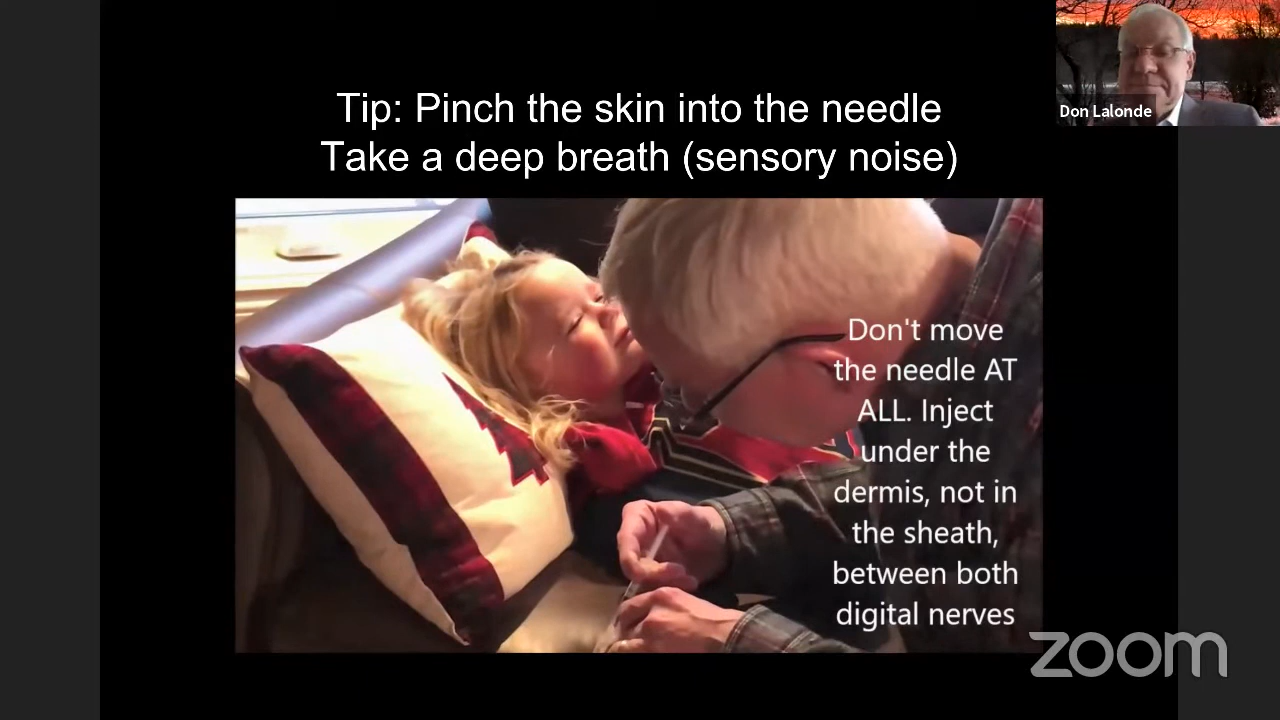 Tip: Pinch the skin into the needle
Take a deep breath (sensory noise)
Don Lalonde
Don't move
the needle AT
ALL. Inject
under the
dermis, not in
the sheath,
between both
digital nerves
zoom